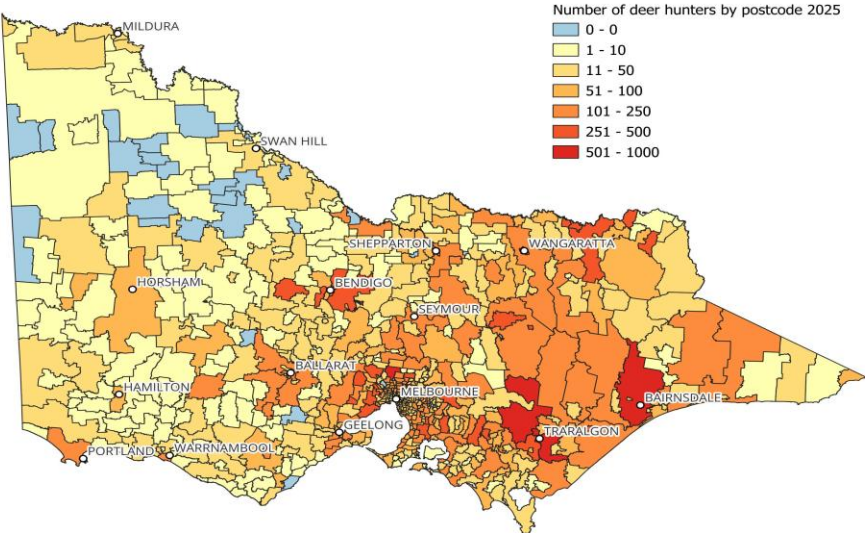 Number of deer hunters by postcode 2025
0 - 0
1 - 10
11 - 50
51 - 100
101 - 250
251 - 500
501 - 1000
MILDURA
SWAN HILL
SHEPPARTON
WANGARATTA
HORSHAM
BENDIGO
SEYMOUR
BALLARAT
HAMILTON
MELBOURNE
BAIRNSDALE
GEELONG
TRARALGON
PORTLAND
WARRNAMBOOL